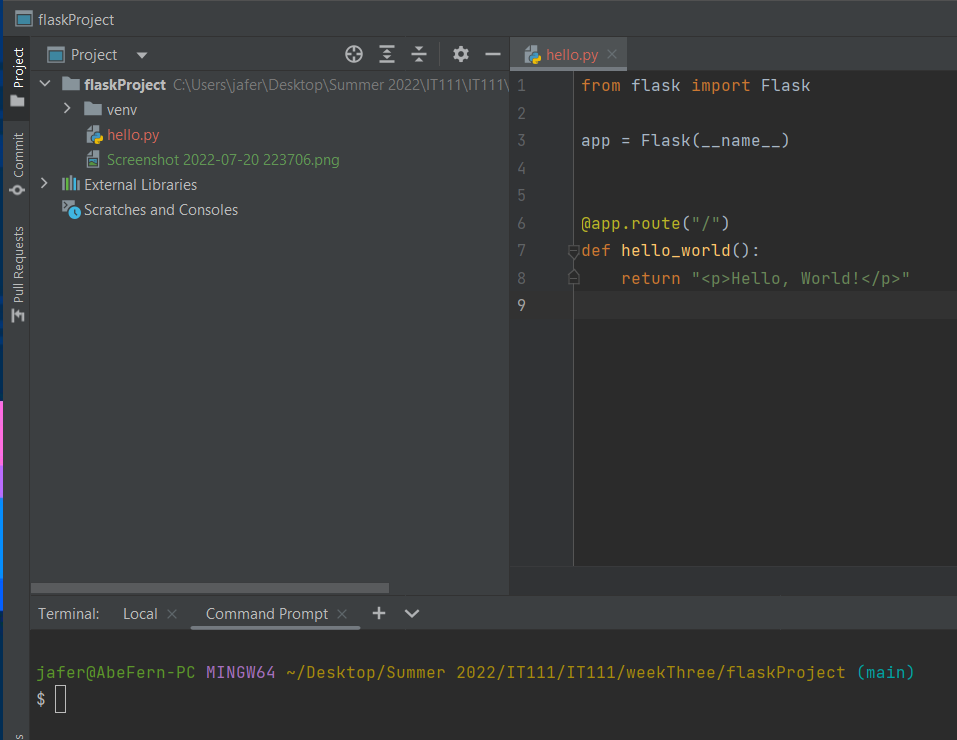 flaskProject
Project
Commit
Pull Requests
Project
flaskProject C:\Users\jafer\Desktop\Summer 2022\IT111\IT111\
venv
hello.py
Screenshot 2022-07-20 223706.png
External Libraries
Scratches and Consoles
hello.py
1 from flask import Flask
2
3 app = Flask(__name__)
4
5
6 @app.route("/")
7 def hello_world():
8 return "<p>Hello, World!</p>"
9
Terminal: Local Command Prompt
jafer@AbeFern-PC MINGW64 ~/Desktop/Summer 2022/IT111/IT111/weekThree/flaskProject (main)
$